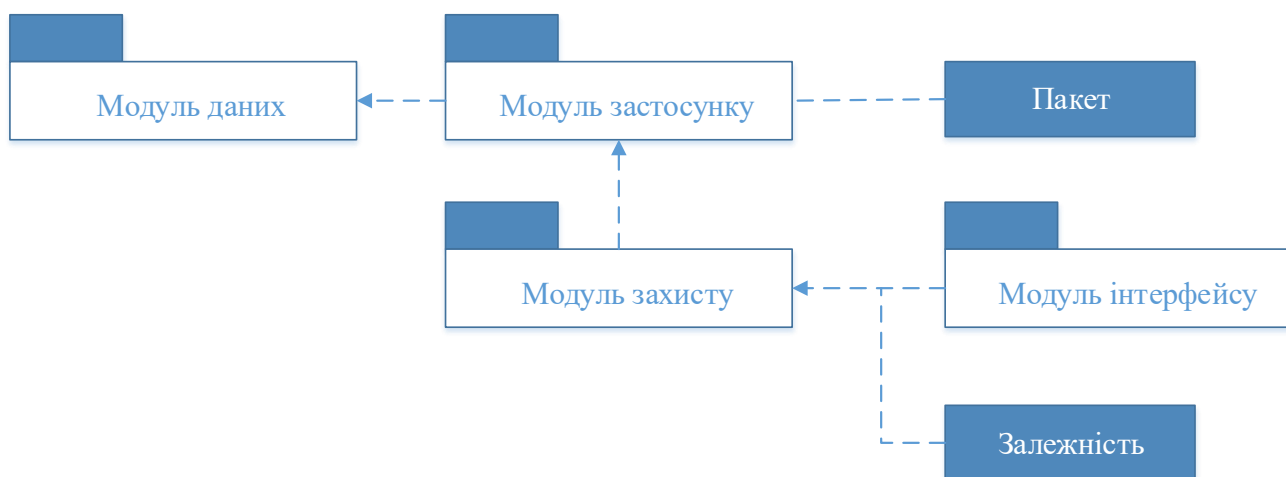 Модуль даних
Модуль застосунку
Пакет
Модуль захисту
Модуль інтерфейсу
Залежність